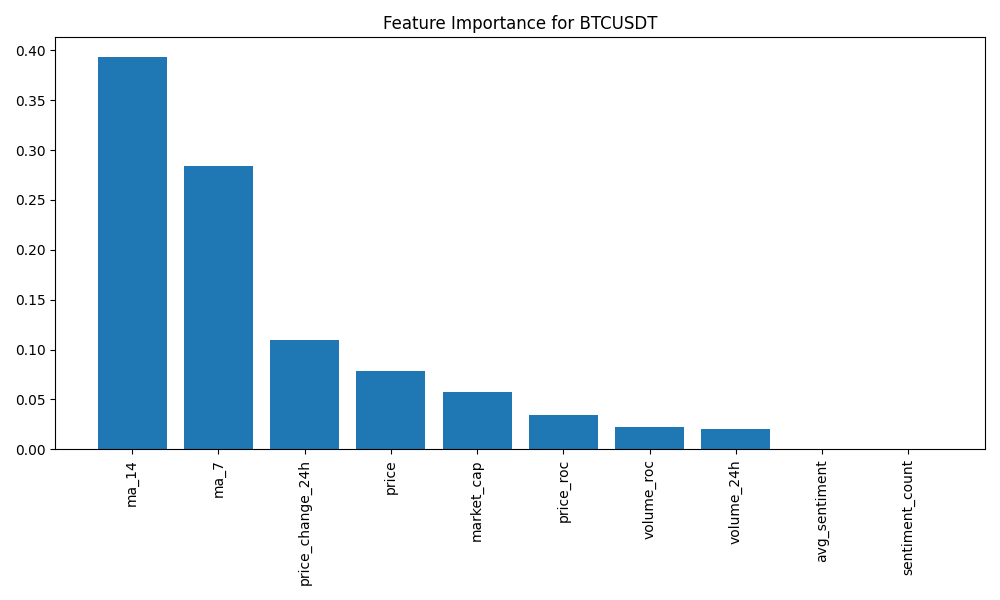 Feature Importance for BTCUSDT
0.40
0.35
0.30
0.25
0.20
0.15
0.10
0.05
0.00
ma_14
ma_7
price_change_24h
price
market_cap
price_roc
volume_roc
volume_24h
avg_sentiment
sentiment_count